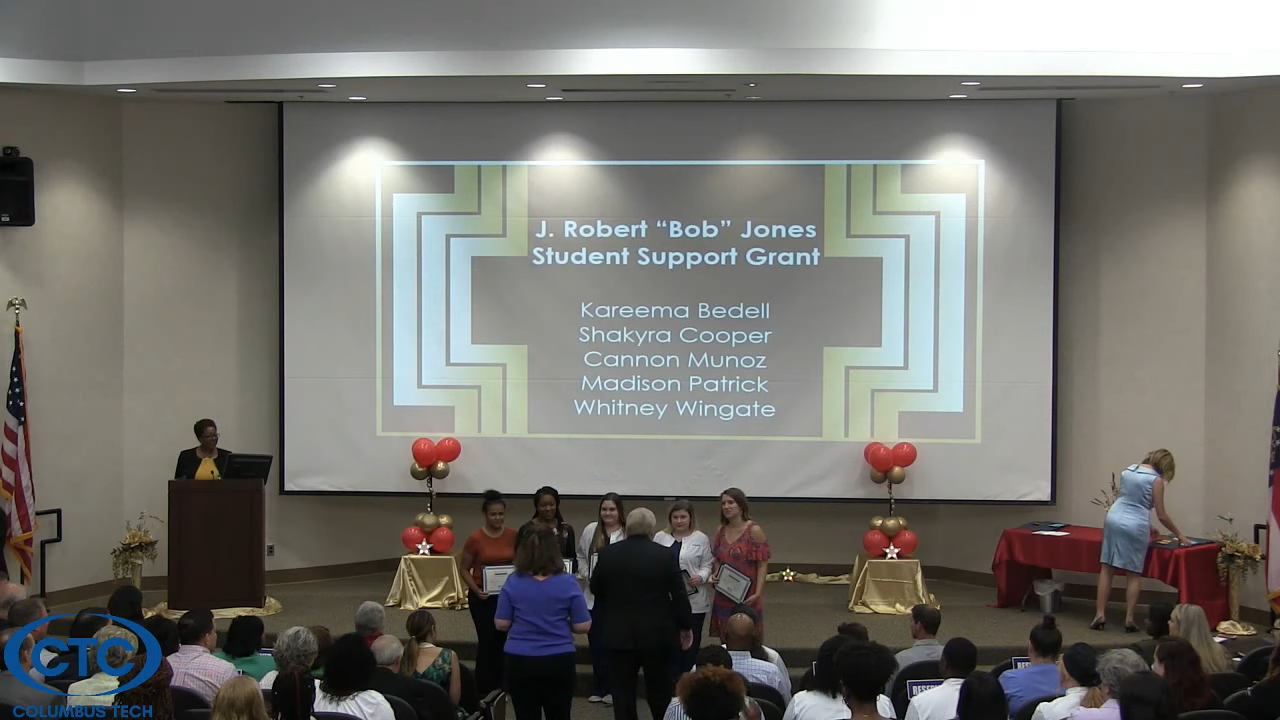 J. Robert “Bob” Jones
Student Support Grant
Kareema Bedell
Shakyra Cooper
Cannon Munoz
Madison Patrick
Whitney Wingate
CTC
COLUMBUS TECH